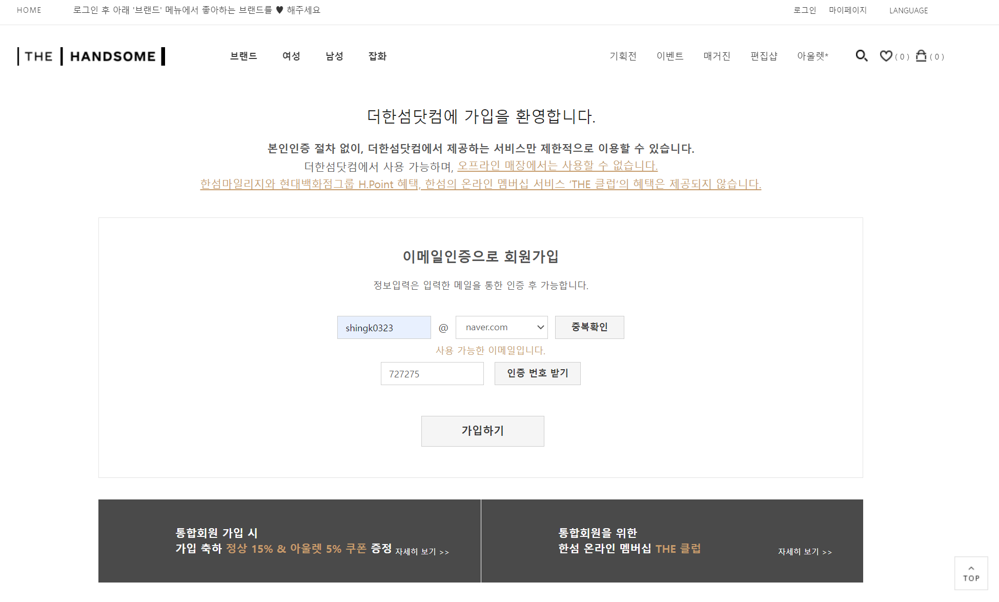 HOME 로그인 후 아래 '브랜드' 메뉴에서 좋아하는 브랜드를 ♥ 해주세요 로그인 마이페이지 LANGUAGE
THE HANDSOME 브랜드 여성 남성 잡화 기획전 이벤트 매거진 편집샵 아울렛* ( 0 ) ( 0 )
더한섬닷컴에 가입을 환영합니다.
본인인증 절차 없이, 더한섬닷컴에서 제공하는 서비스만 제한적으로 이용할 수 있습니다.
더한섬닷컴에서 사용 가능하며, 오프라인 매장에서는 사용할 수 없습니다.
한섬마일리지와 현대백화점그룹 H.Point 혜택, 한섬의 온라인 멤버십 서비스 ‘THE 클럽’의 혜택은 제공되지 않습니다.
이메일인증으로 회원가입
정보입력은 입력한 메일을 통한 인증 후 가능합니다.
shingk0323 @ naver.com 중복확인
사용 가능한 이메일입니다.
727275 인증 번호 받기
가입하기
통합회원 가입 시
가입 축하 정상 15% & 아울렛 5% 쿠폰 증정 자세히 보기 >>
통합회원을 위한
한섬 온라인 멤버십 THE 클럽 자세히 보기 >>
TOP